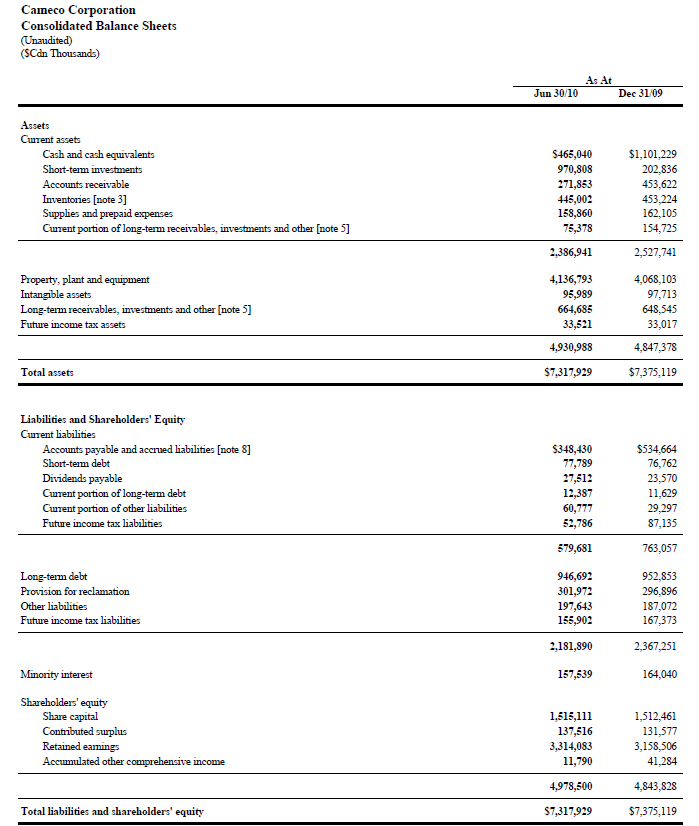 Cameco Corporation
Consolidated Balance Sheets
(Unaudited)
($Cdn Thousands)
As At
Jun 30/10 Dec 31/09
Assets
Current assets
Cash and cash equivalents $465,040 $1,101,229
Short-term investments 970,808 202,836
Accounts receivable 271,853 453,622
Inventories [note 3] 445,002 453,224
Supplies and prepaid expenses 158,860 162,105
Current portion of long-term receivables, investments and other [note 5] 75,378 154,725
2,386,941 2,527,741
Property, plant and equipment 4,136,793 4,068,103
Intangible assets 95,989 97,713
Long-term receivables, investments and other [note 5] 664,685 648,545
Future income tax assets 33,521 33,017
4,930,988 4,847,378
Total assets $7,317,929 $7,375,119
Liabilities and Shareholders' Equity
Current liabilities
Accounts payable and accrued liabilities [note 8] $348,430 $534,664
Short-term debt 77,789 76,762
Dividends payable 27,512 23,570
Current portion of long-term debt 12,387 11,629
Current portion of other liabilities 60,777 29,297
Future income tax liabilities 52,786 87,135
579,681 763,057
Long-term debt 946,692 952,853
Provision for reclamation 301,972 296,896
Other liabilities 197,643 187,072
Future income tax liabilities 155,902 167,373
2,181,890 2,367,251
Minority interest 157,539 164,040
Shareholders' equity
Share capital 1,515,111 1,512,461
Contributed surplus 137,516 131,577
Retained earnings 3,314,083 3,158,506
Accumulated other comprehensive income 11,790 41,284
4,978,500 4,843,828
Total liabilities and shareholders' equity $7,317,929 $7,375,119